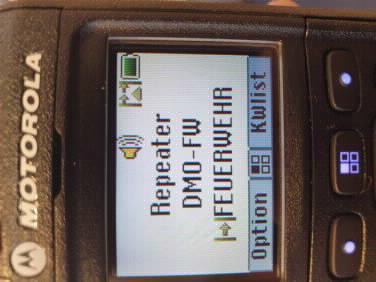 MOTOROLA
Repeater
DMO-FW
FEUERWEHR
Option KWlist